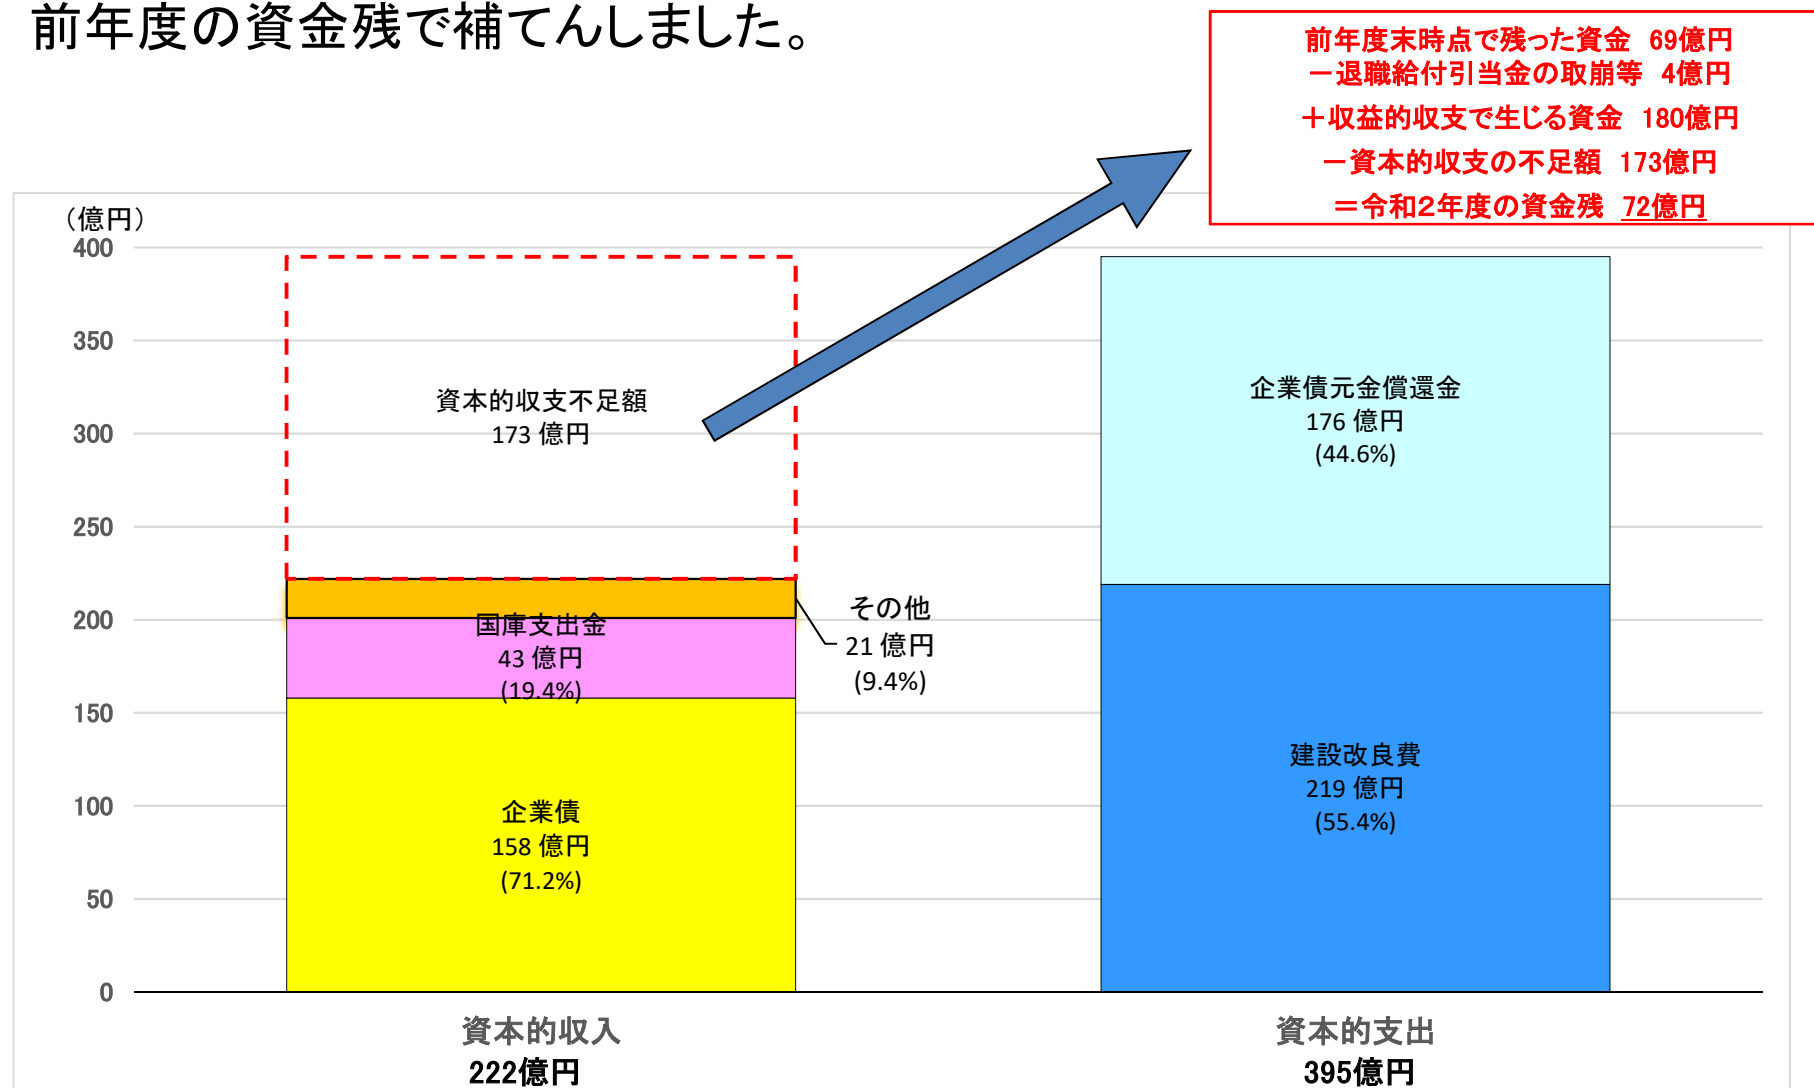 前年度の資金残で補てんしました。
前年度末時点で残った資金 69億円
－退職給付引当金の取崩等 4億円
＋収益的収支で生じる資金 180億円
－資本的収支の不足額 173億円
＝令和２年度の資金残 72億円
（億円）
400
350
300
250
200
150
100
50
0
資本的収支不足額
173 億円
その他
21 億円
(9.4%)
国庫支出金
43 億円
(19.4%)
企業債
158 億円
(71.2%)
企業債元金償還金
176 億円
(44.6%)
建設改良費
219 億円
(55.4%)
資本的収入
222億円
資本的支出
395億円